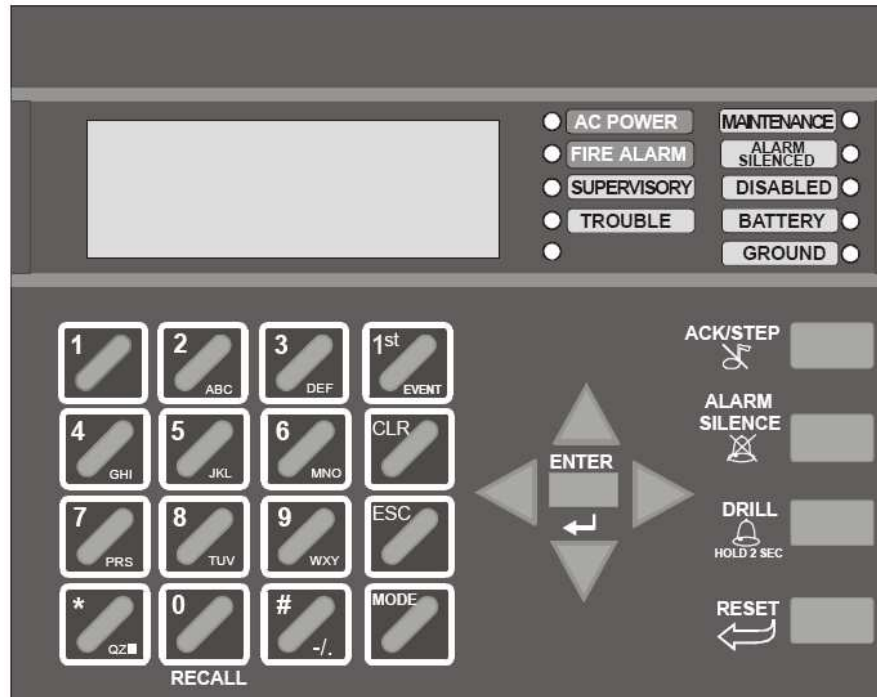 AC POWER
MAINTENANCE
FIRE ALARM
ALARM
SILENCED
SUPERVISORY
DISABLED
TROUBLE
BATTERY
GROUND
1
2
ABC
3
DEF
1st
EVENT
4
GHI
5
JKL
6
MNO
CLR
7
PRS
8
TUV
9
WXY
ESC
*
QZ
0
#
-/.
MODE
RECALL
ENTER
ACK/STEP
ALARM
SILENCE
DRILL
HOLD 2 SEC
RESET